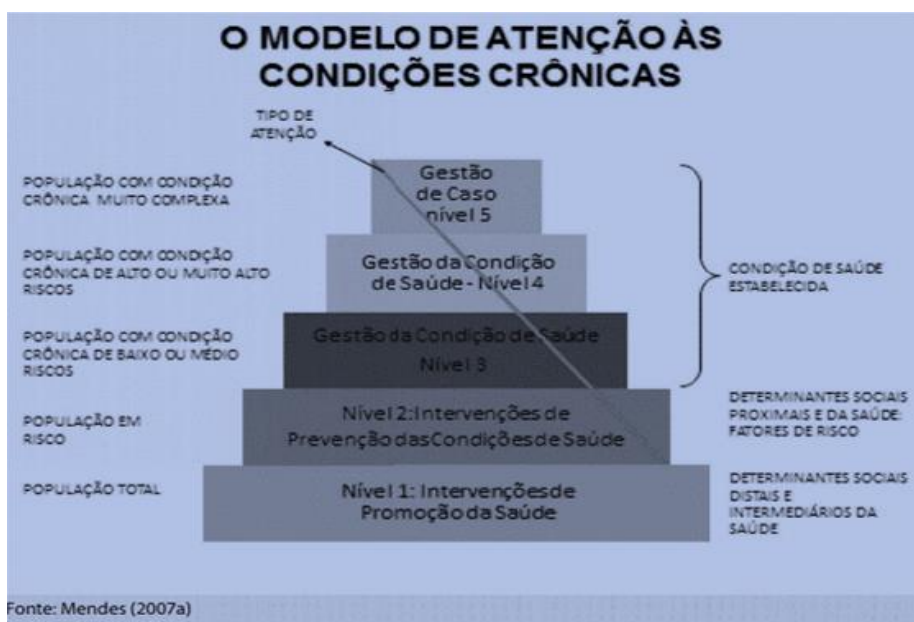 O MODELO DE ATENÇÃO ÀS
CONDIÇÕES CRÔNICAS
TIPO DE
ATENÇÃO
POPULAÇÃO COM CONDIÇÃO
CRÔNICA MUITO COMPLEXA
Gestão
de Caso
nível 5
POPULAÇÃO COM CONDIÇÃO
CRÔNICA DE ALTO OU MUITO ALTO
RISCOS
Gestão da Condição
de Saúde - Nível 4
CONDIÇÃO DE SAÚDE
ESTABELECIDA
POPULAÇÃO COM CONDIÇÃO
CRÔNICA DE BAIXO OU MÉDIO
RISCOS
Gestão da Condição de Saúde
Nível 3
POPULAÇÃO EM
RISCO
Nível 2: Intervenções de
Prevenção das Condições de Saúde
DETERMINANTES SOCIAIS
PROXIMAIS E DA SAÚDE:
FATORES DE RISCO
POPULAÇÃO TOTAL
Nível 1: Intervenções de
Promoção da Saúde
DETERMINANTES SOCIAIS
DISTAIS E
INTERMEDIÁRIOS DA
SAÚDE
Fonte: Mendes (2007a)